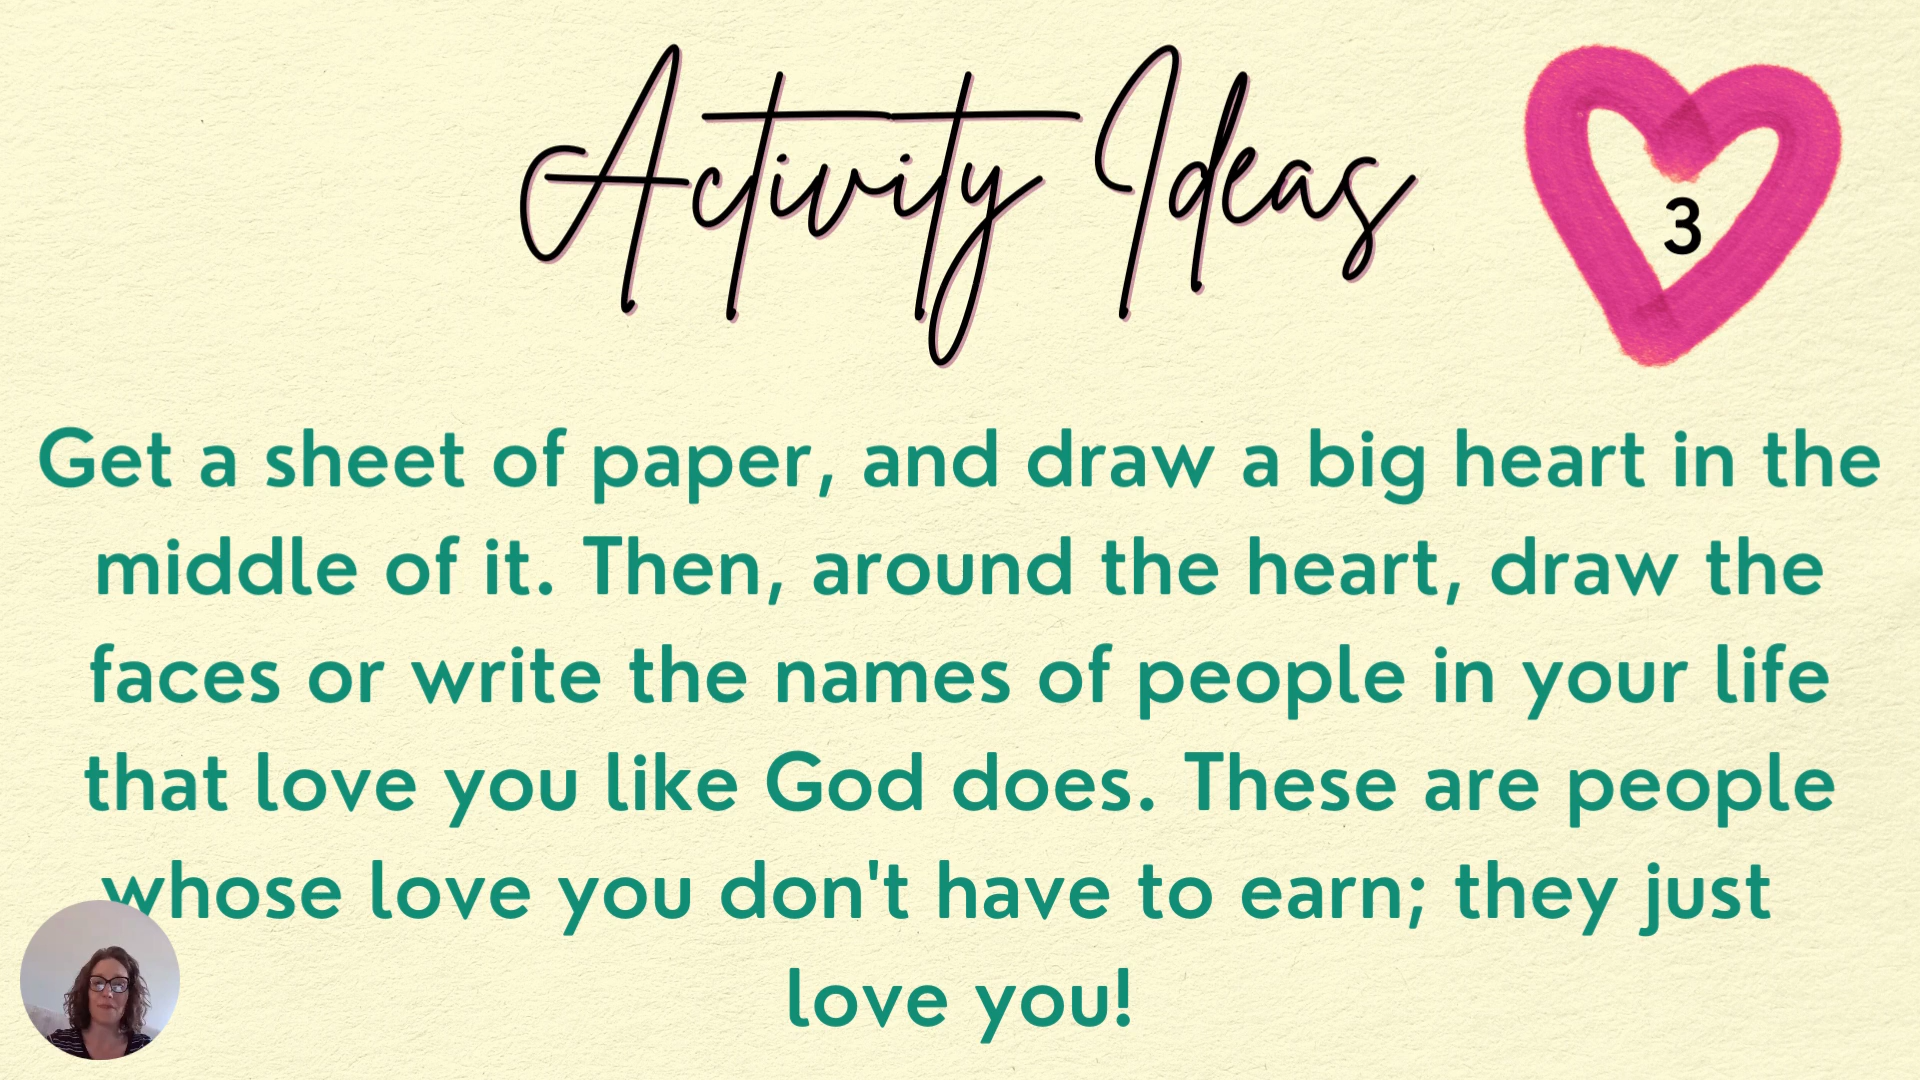 Activity Ideas
3
Get a sheet of paper, and draw a big heart in the
middle of it. Then, around the heart, draw the
faces or write the names of people in your life
that love you like God does. These are people
whose love you don't have to earn; they just
love you!